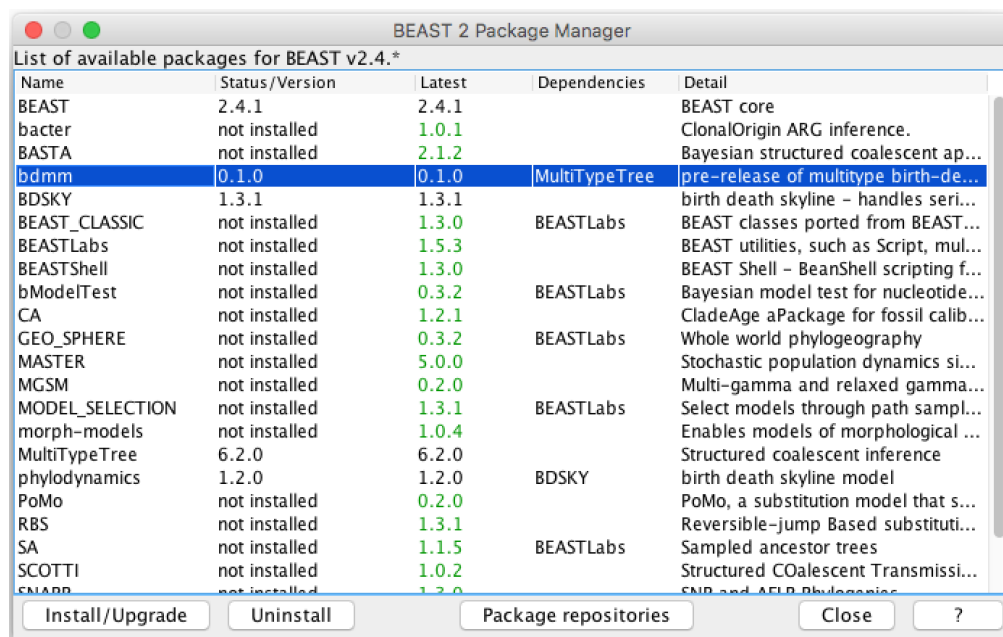 BEAST 2 Package Manager
List of available packages for BEAST v2.4.*
Name Status/Version Latest Dependencies Detail
BEAST 2.4.1 2.4.1 BEAST core
bacter not installed 1.0.1 ClonalOrigin ARG inference.
BASTA not installed 2.1.2 Bayesian structured coalescent ap...
bdmm 0.1.0 0.1.0 MultiTypeTree pre-release of multitype birth-de...
BDSKY 1.3.1 1.3.1 birth death skyline - handles seri...
BEAST_CLASSIC not installed 1.3.0 BEASTLabs BEAST classes ported from BEAST...
BEASTLabs not installed 1.5.3 BEAST utilities, such as Script, mul...
BEASTShell not installed 1.3.0 BEAST Shell - BeanShell scripting f...
bModelTest not installed 0.3.2 BEASTLabs Bayesian model test for nucleotide...
CA not installed 1.2.1 CladeAge aPackage for fossil calib...
GEO_SPHERE not installed 0.3.2 BEASTLabs Whole world phylogeography
MASTER not installed 5.0.0 Stochastic population dynamics si...
MGSM not installed 0.2.0 Multi-gamma and relaxed gamma...
MODEL_SELECTION not installed 1.3.1 BEASTLabs Select models through path sampl...
morph-models not installed 1.0.4 Enables models of morphological ...
MultiTypeTree 6.2.0 6.2.0 Structured coalescent inference
phylodynamics 1.2.0 1.2.0 BDSKY birth death skyline model
PoMo not installed 0.2.0 PoMo, a substitution model that s...
RBS not installed 1.3.1 Reversible-jump Based substituti...
SA not installed 1.1.5 BEASTLabs Sampled ancestor trees
SCOTTI not installed 1.0.2 Structured COalescent Transmissi...
SNAPP not installed 1.3.0 SNP and AFLP Phylogenies
Install/Upgrade Uninstall Package repositories Close ?